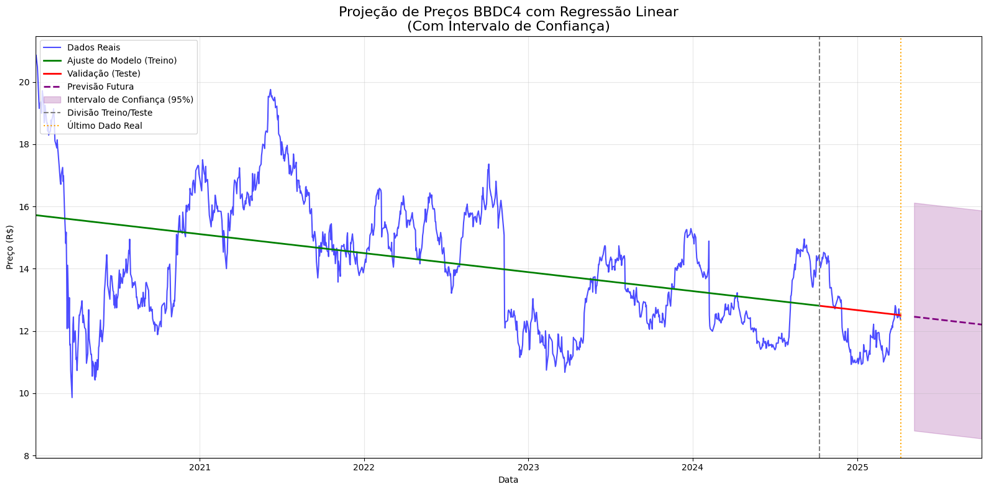 Projeção de Preços BBDC4 com Regressão Linear
(Com Intervalo de Confiança)
Dados Reais
Ajuste do Modelo (Treino)
Validação (Teste)
Previsão Futura
Intervalo de Confiança (95%)
Divisão Treino/Teste
Último Dado Real
Preço (R$)
20
18
16
14
12
10
8
2021
2022
2023
2024
2025
Data